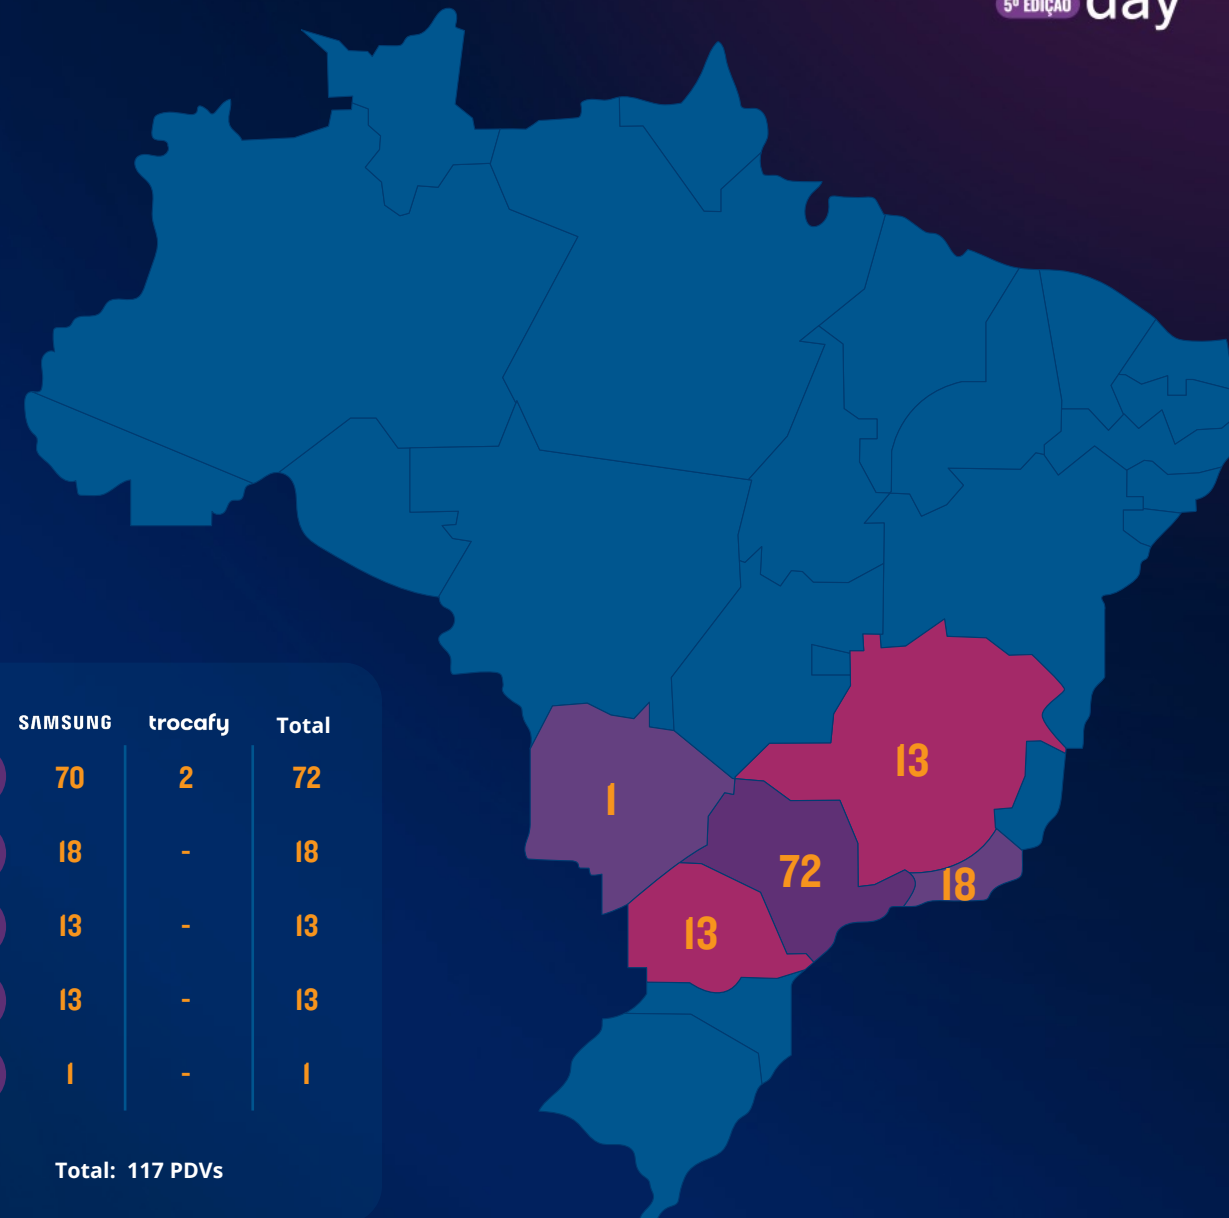 5ª EDIÇÃO day
SAMSUNG trocafy Total
70 2 72
18 - 18
13 - 13
13 - 13
1 - 1
Total: 117 PDVs
13
1
72
18
13